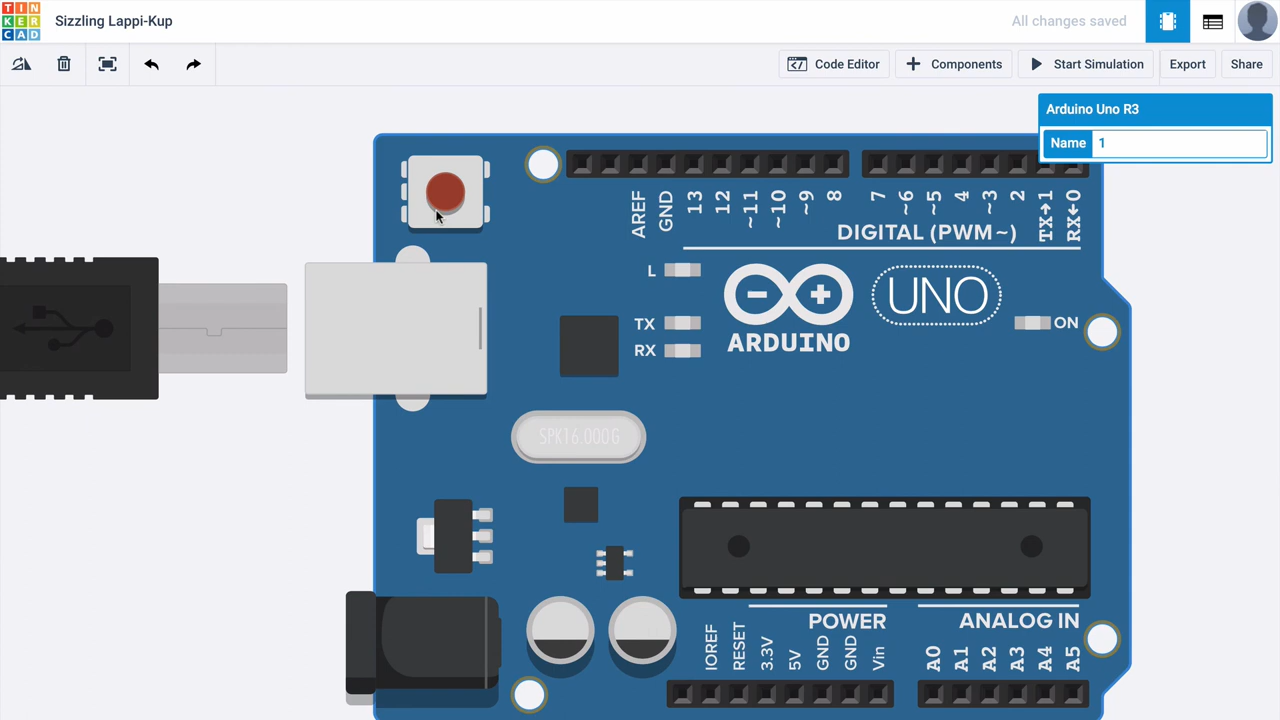 TIN
KER
CAD
Sizzling Lappi-Kup
All changes saved
Code Editor
Components
Start Simulation
Export
Share
Arduino Uno R3
Name 1
AREF
GND
13
12
~11
~10
~9
8
7
~6
~5
4
~3
2
TX→1
RX←0
DIGITAL (PWM~)
L
TX
RX
ARDUINO
UNO
ON
SPK16.000G
POWER
ANALOG IN
IOREF
RESET
3.3V
5V
GND
GND
Vin
A0
A1
A2
A3
A4
A5